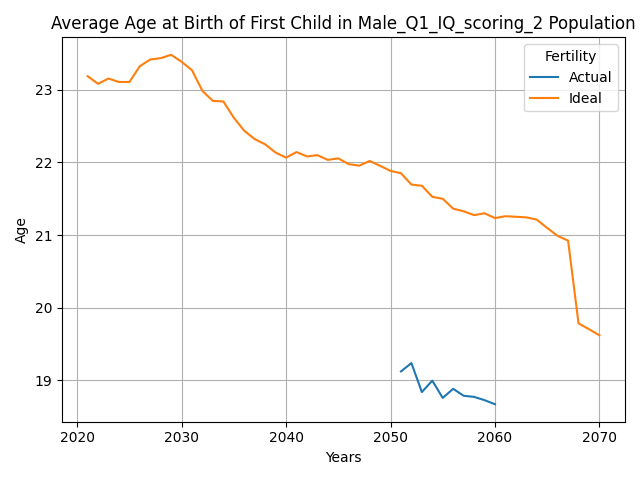 Average Age at Birth of First Child in Male_Q1_IQ_scoring_2 Population
Fertility
Actual
Ideal
Age
23
22
21
20
19
2020
2030
2040
2050
2060
2070
Years